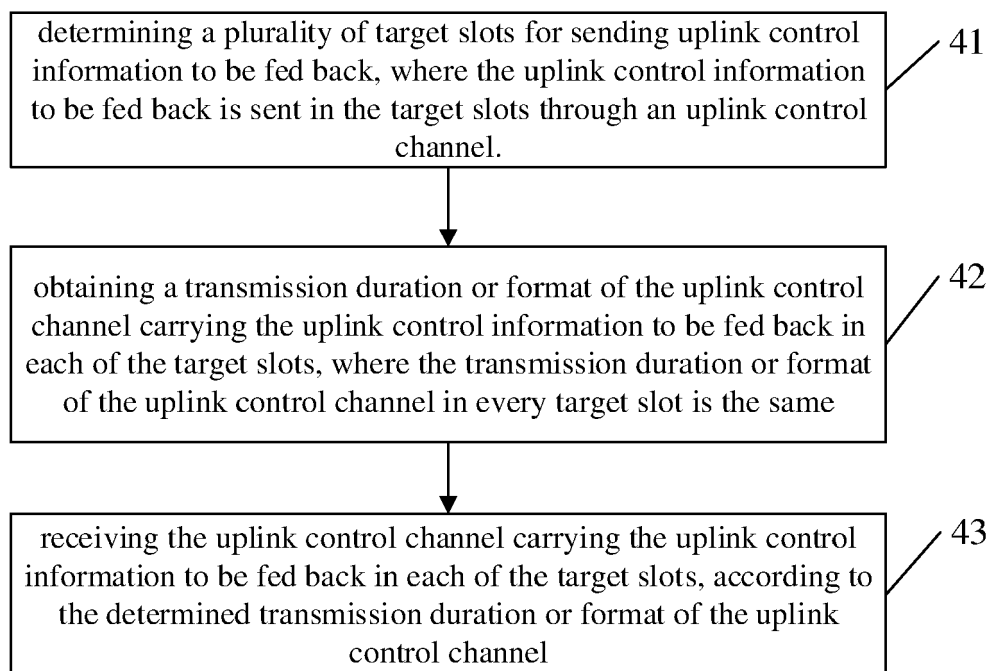 determining a plurality of target slots for sending uplink control
information to be fed back, where the uplink control information
to be fed back is sent in the target slots through an uplink control
channel.
41
obtaining a transmission duration or format of the uplink control
channel carrying the uplink control information to be fed back in
each of the target slots, where the transmission duration or format
of the uplink control channel in every target slot is the same
42
receiving the uplink control channel carrying the uplink control
information to be fed back in each of the target slots, according to
the determined transmission duration or format of the uplink
control channel
43